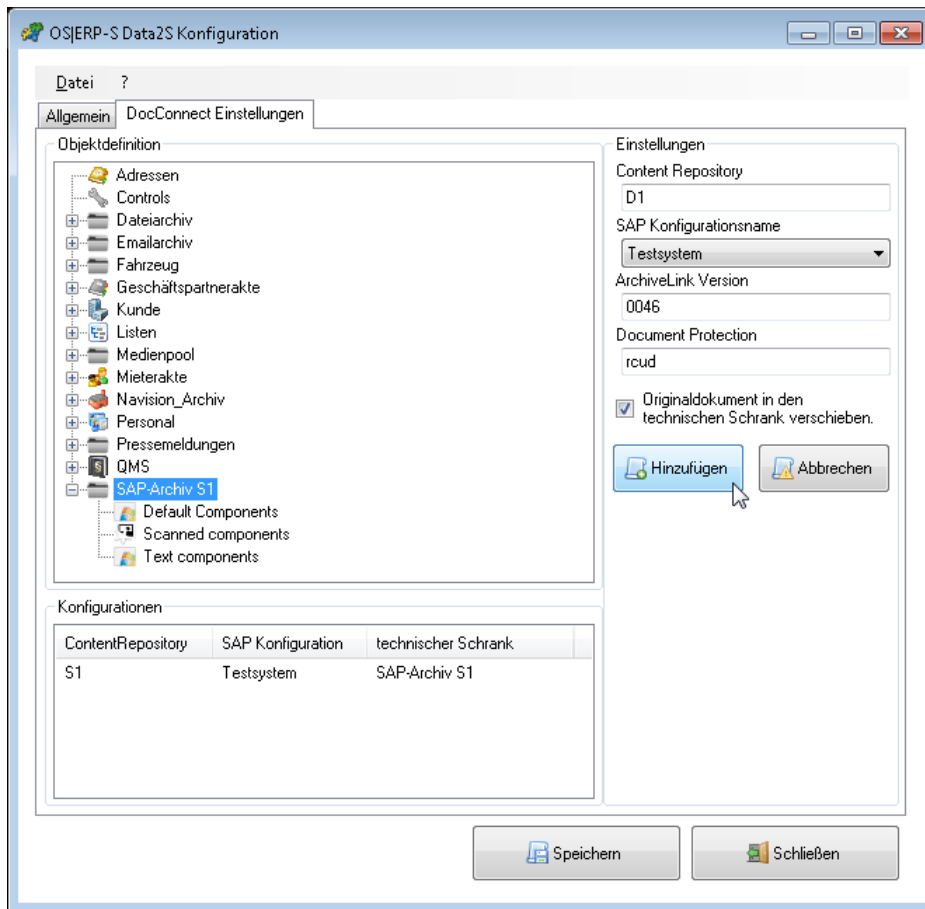 OS|ERP-S Data2S Konfiguration
Datei ?
Allgemein DocConnect Einstellungen
Objektdefinition
Adressen
Controls
Dateiarchiv
Emailarchiv
Fahrzeug
Geschäftspartnerakte
Kunde
Listen
Medienpool
Mieterakte
Navision_Archiv
Personal
Pressemeldungen
QMS
SAP-Archiv S1
Default Components
Scanned components
Text components
Konfigurationen
ContentRepository SAP Konfiguration technischer Schrank
S1 Testsystem SAP-Archiv S1
Einstellungen
Content Repository
D1
SAP Konfigurationsname
Testsystem
ArchiveLink Version
0046
Document Protection
rcud
Originaldokument in den
technischen Schrank verschieben.
Hinzufügen Abbrechen
Speichern Schließen